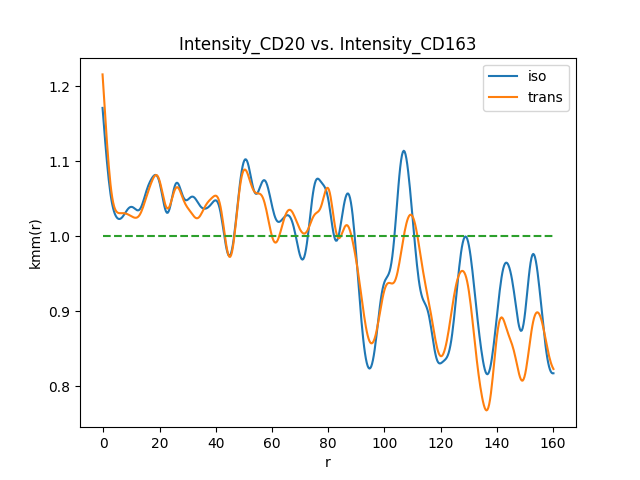 Intensity_CD20 vs. Intensity_CD163
iso
trans
kmm(r)
1.2
1.1
1.0
0.9
0.8
0 20 40 60 80 100 120 140 160
r